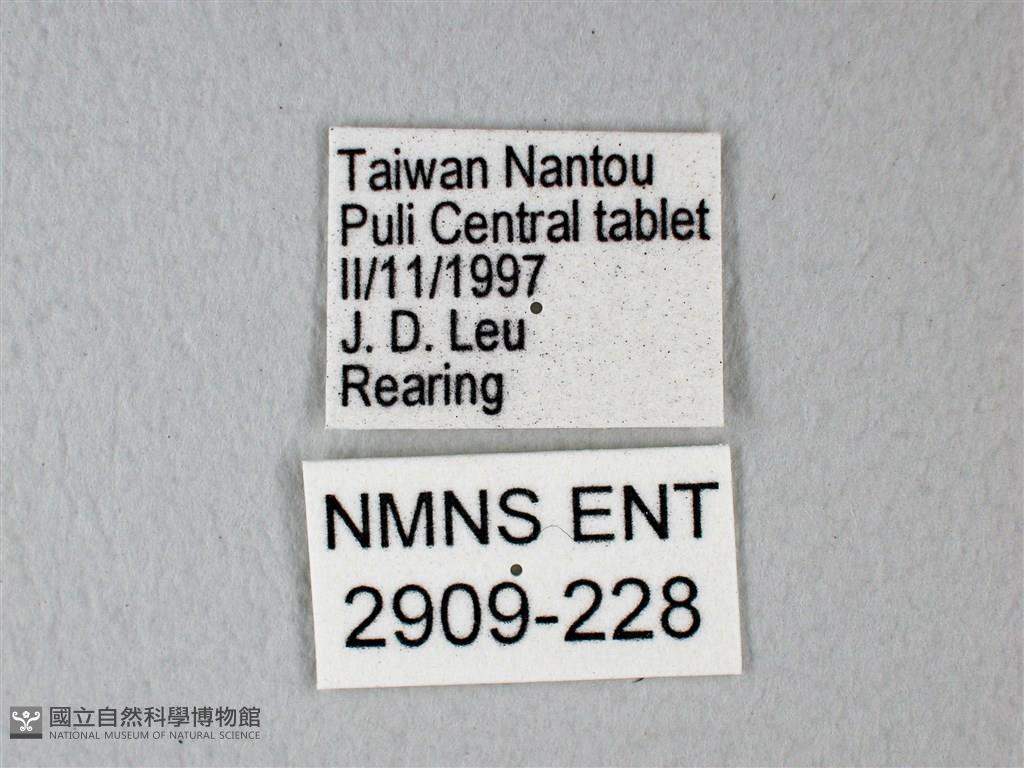 Taiwan Nantou
Puli Central tablet
II/11/1997
J. D. Leu
Rearing
NMNS ENT
2909-228
國立自然科學博物館
NATIONAL MUSEUM OF NATURAL SCIENCE